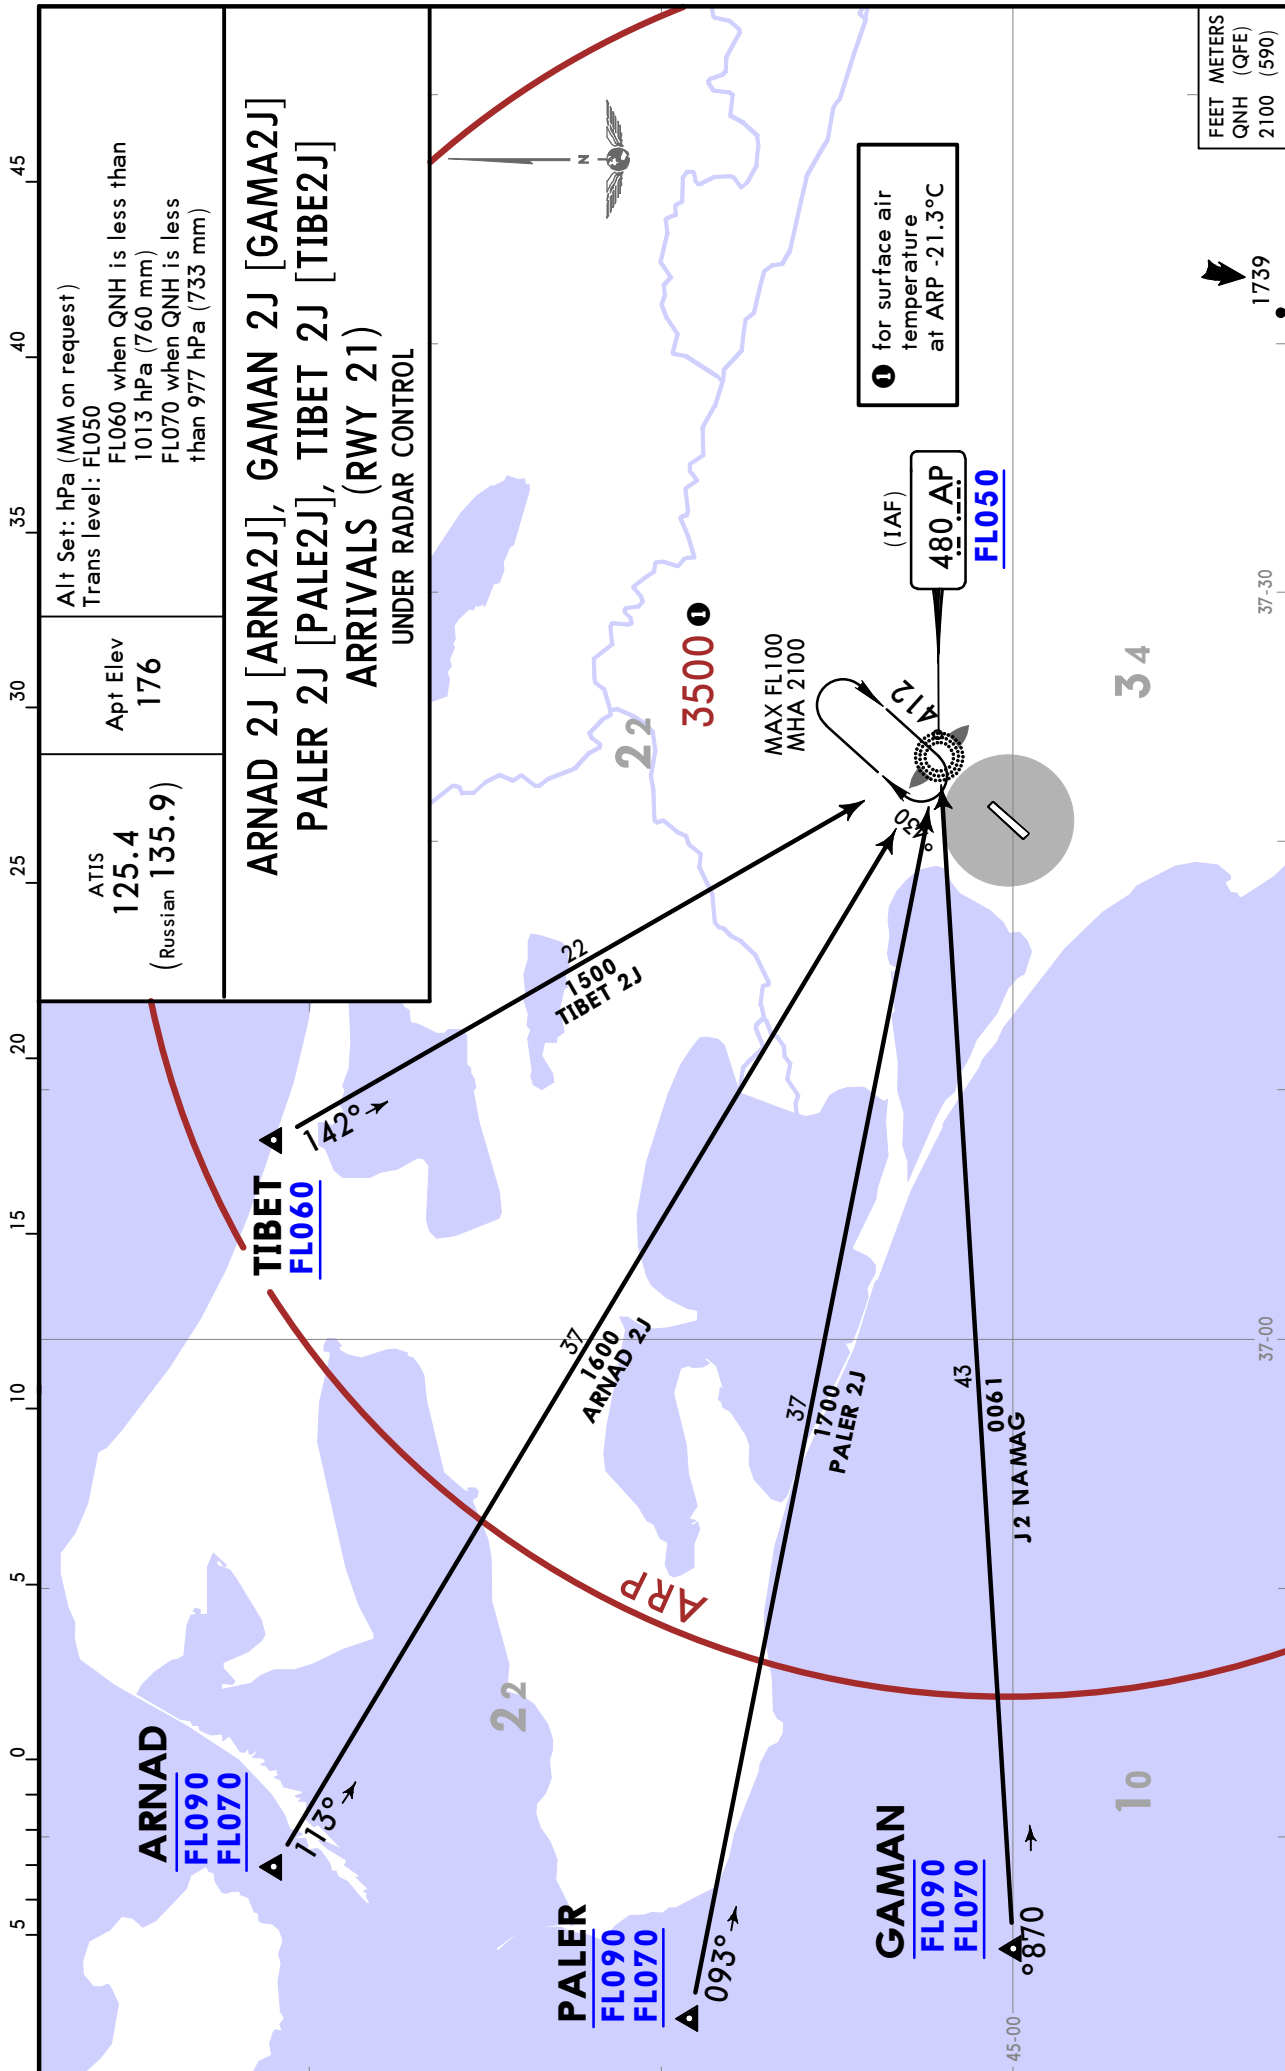 ATIS
125.4
(Russian 135.9)
Apt Elev
176
Alt Set: hPa (MM on request)
Trans level: FL050
FL060 when QNH is less than
1013 hPa (760 mm)
FL070 when QNH is less
than 977 hPa (733 mm)
ARNAD 2J [ARNA2J], GAMAN 2J [GAMA2J]
PALER 2J [PALE2J], TIBET 2J [TIBE2J]
ARRIVALS (RWY 21)
UNDER RADAR CONTROL
5 0 5 10 15 20 25 30 35 40 45
N
ARNAD
FL090
FL070
113°
TIBET
FL060
142°
22
1500
TIBET 2J
37
1600
ARNAD 2J
22
22
3500 1
ARP
PALER
FL090
FL070
093°
37
1700
PALER 2J
MAX FL100
MHA 2100
412
(IAF)
480 AP
FL050
1 for surface air
temperature
at ARP -21.3°C
GAMAN
FL090
FL070
°870
43
0061
J2 NAMAG
10
34
45-00
37-00
37-30
1739
FEET METERS
QNH (QFE)
2100 (590)